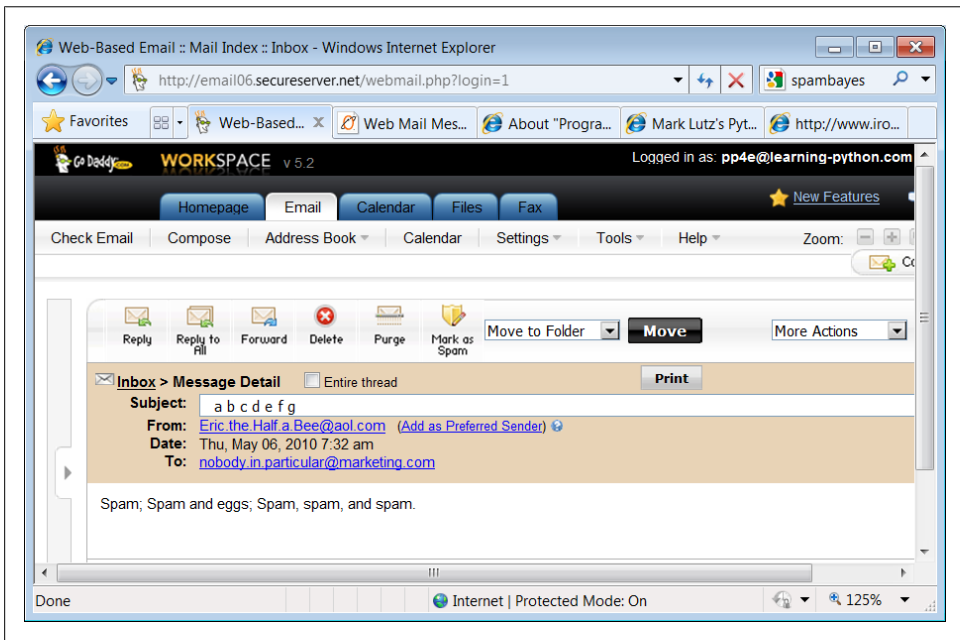 Web-Based Email :: Mail Index :: Inbox - Windows Internet Explorer
http://email06.secureserver.net/webmail.php?login=1
spambayes
Favorites
Web-Based...
Web Mail Mes...
About "Progra...
Mark Lutz's Pyt...
http://www.iro...
Go Daddy.com
WORKSPACE v 5.2
Logged in as: pp4e@learning-python.com
Homepage
Email
Calendar
Files
Fax
New Features
Check Email
Compose
Address Book
Calendar
Settings
Tools
Help
Zoom:
Reply
Reply to All
Forward
Delete
Purge
Mark as Spam
Move to Folder
Move
More Actions
Inbox > Message Detail
Entire thread
Print
Subject: a b c d e f g
From: Eric.the.Half.a.Bee@aol.com (Add as Preferred Sender)
Date: Thu, May 06, 2010 7:32 am
To: nobody.in.particular@marketing.com
Spam; Spam and eggs; Spam, spam, and spam.
Done
Internet | Protected Mode: On
125%